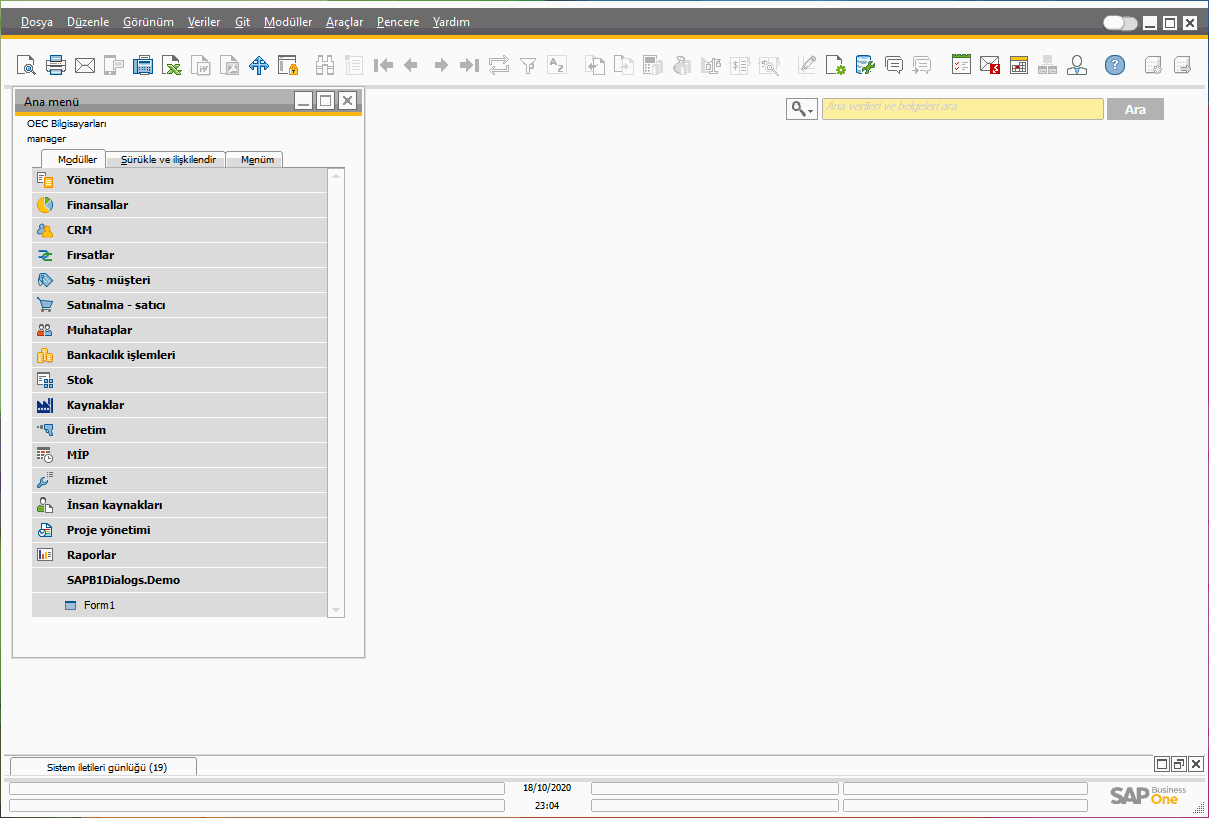 Dosya Düzenle Görünüm Veriler Git Modüller Araçlar Pencere Yardım
Ana menü
Ana verileri ve belgeleri ara
Ara
OEC Bilgisayarları
manager
Modüller Sürükle ve ilişkilendir Menüm
Yönetim
Finansallar
CRM
Fırsatlar
Satış - müşteri
Satınalma - satıcı
Muhataplar
Bankacılık işlemleri
Stok
Kaynaklar
Üretim
MİP
Hizmet
İnsan kaynakları
Proje yönetimi
Raporlar
SAPB1Dialogs.Demo
Form1
Sistem iletileri günlüğü (19)
18/10/2020
23:04
SAP Business One